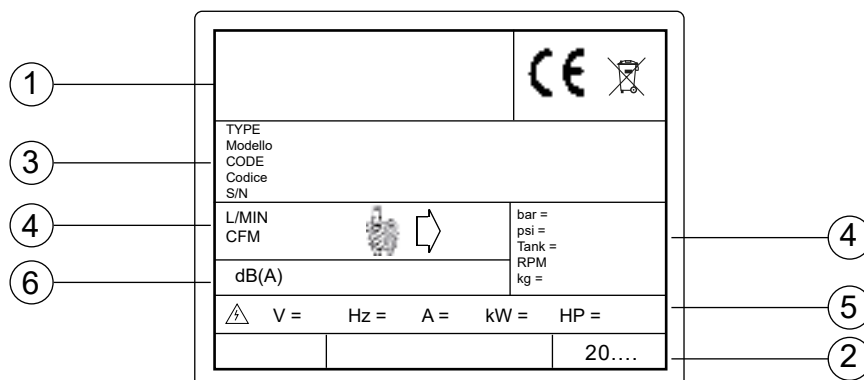 1
CE
TYPE
Modello
3
CODE
Codice
S/N
4
L/MIN
CFM
bar =
psi =
Tank =
RPM
kg =
4
6
dB(A)
V = Hz = A = kW = HP =
5
20....
2